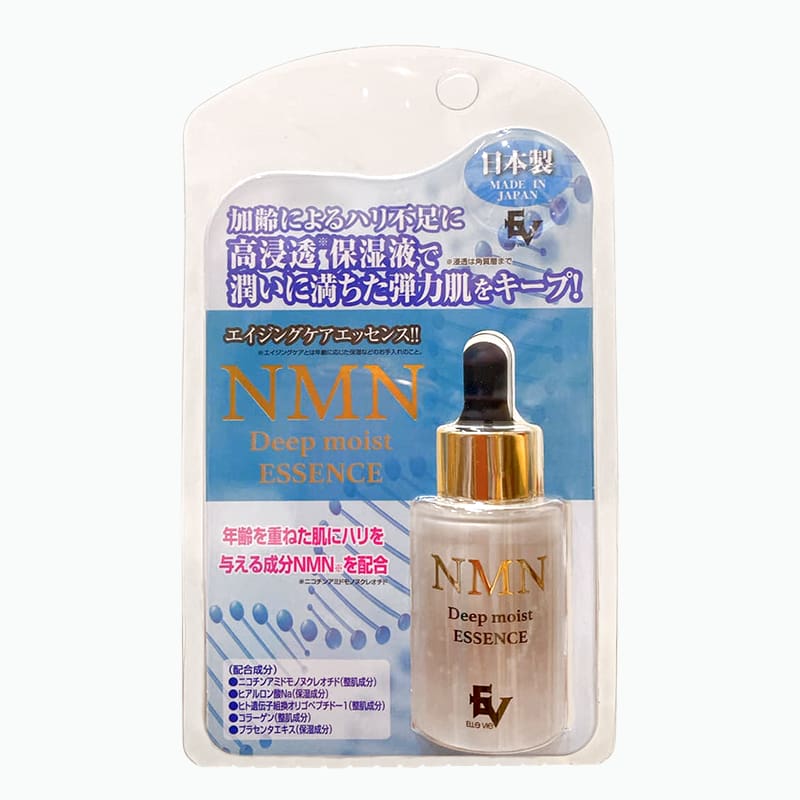 日本製
MADE IN
JAPAN
EV
加齢によるハリ不足に
高浸透※保湿液で
※浸透は角質層まで
潤いに満ちた弾力肌をキープ!
エイジングケアエッセンス!!
※エイジングケアとは年齢に応じた保湿などのお手入れのこと。
NMN
Deep moist
ESSENCE
年齢を重ねた肌にハリを
与える成分NMN※を配合
※ニコチンアミドモノヌクレオチド
NMN
Deep moist
ESSENCE
EV
ELLE VIE
(配合成分)
●ニコチンアミドモノヌクレオチド(整肌成分)
●ヒアルロン酸Na(保湿成分)
●ヒト遺伝子組換オリゴペプチド-1(整肌成分)
●コラーゲン(整肌成分)
●プラセンタエキス(保湿成分)